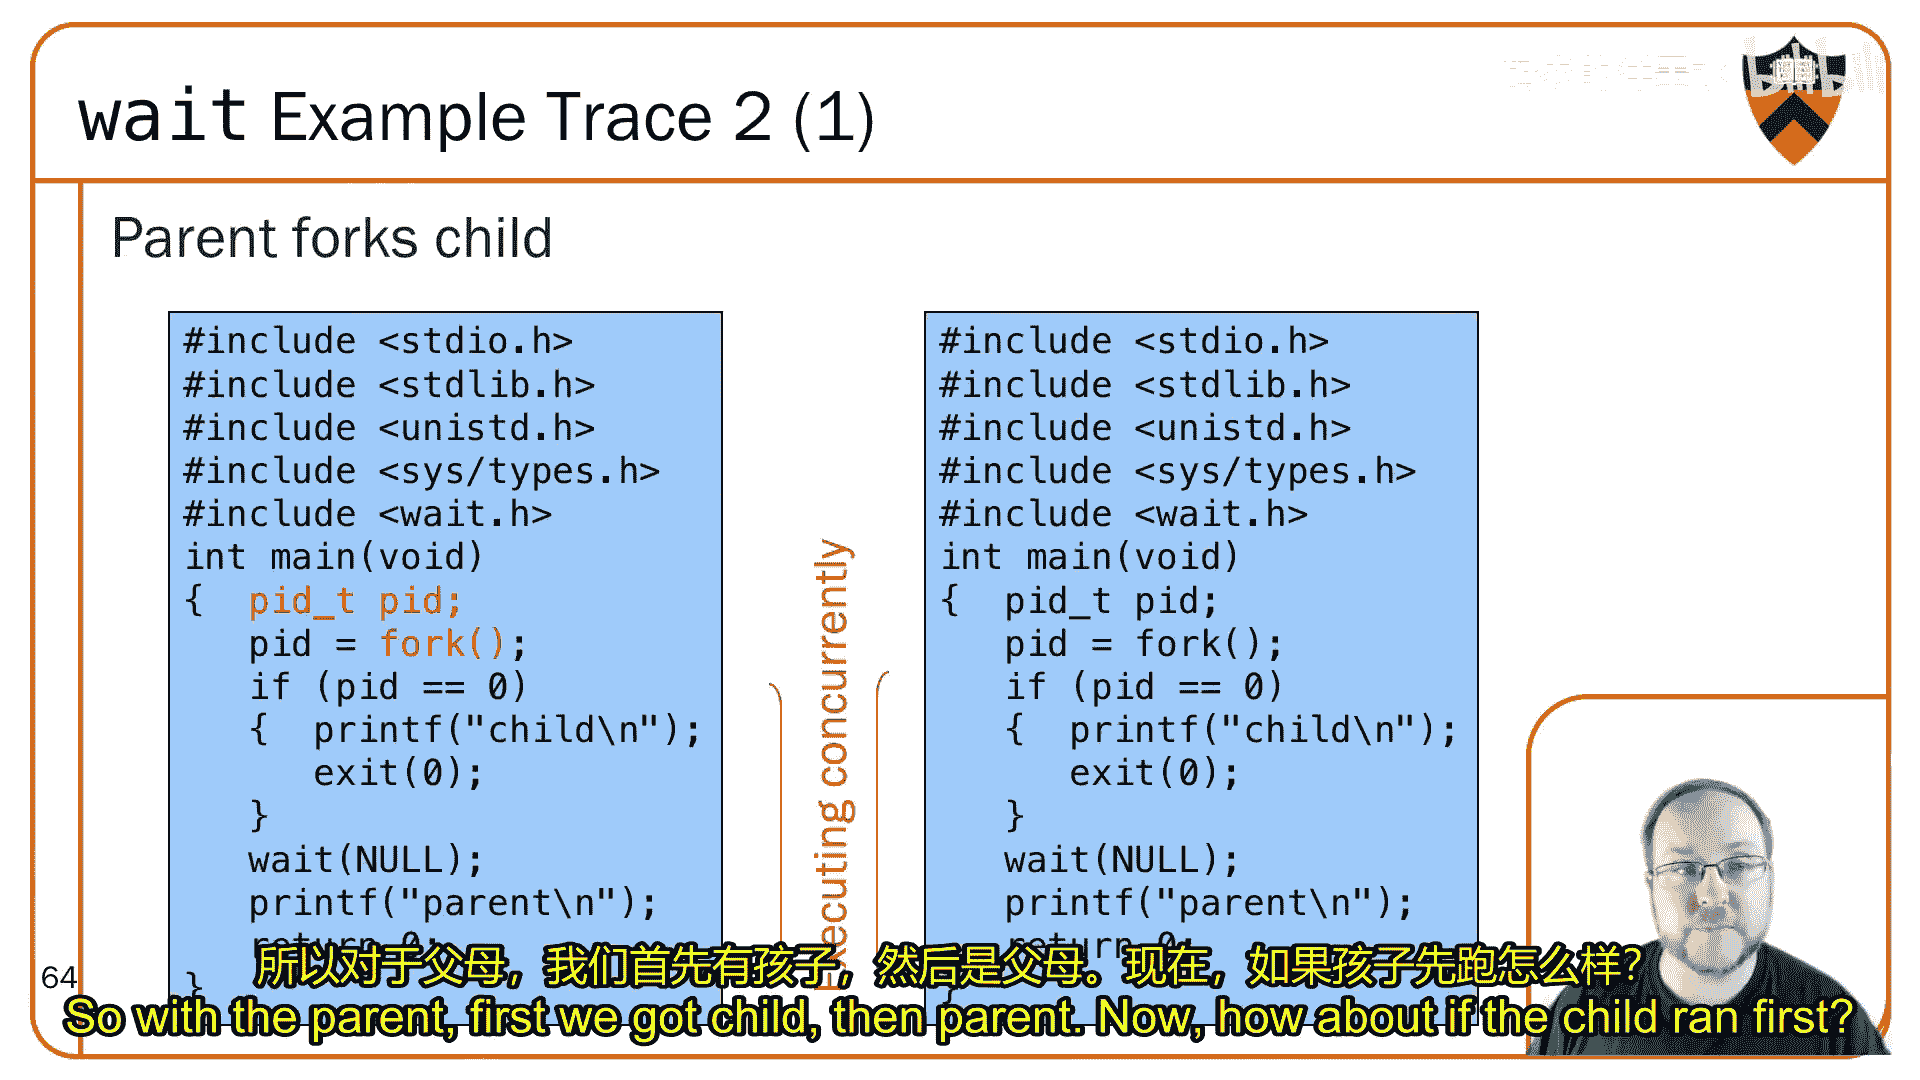 wait Example Trace 2 (1)
Parent forks child
#include <stdio.h>
#include <stdlib.h>
#include <unistd.h>
#include <sys/types.h>
#include <wait.h>
int main(void)
{  pid_t pid;
   pid = fork();
   if (pid == 0)
   {  printf("child\n");
      exit(0);
   }
   wait(NULL);
   printf("parent\n");
   return 0;
}
Executing concurrently
#include <stdio.h>
#include <stdlib.h>
#include <unistd.h>
#include <sys/types.h>
#include <wait.h>
int main(void)
{  pid_t pid;
   pid = fork();
   if (pid == 0)
   {  printf("child\n");
      exit(0);
   }
   wait(NULL);
   printf("parent\n");
   return 0;
}
64
所以对于父母，我们首先有孩子，然后是父母。现在，如果孩子先跑怎么样？
So with the parent, first we got child, then parent. Now, how about if the child ran first?